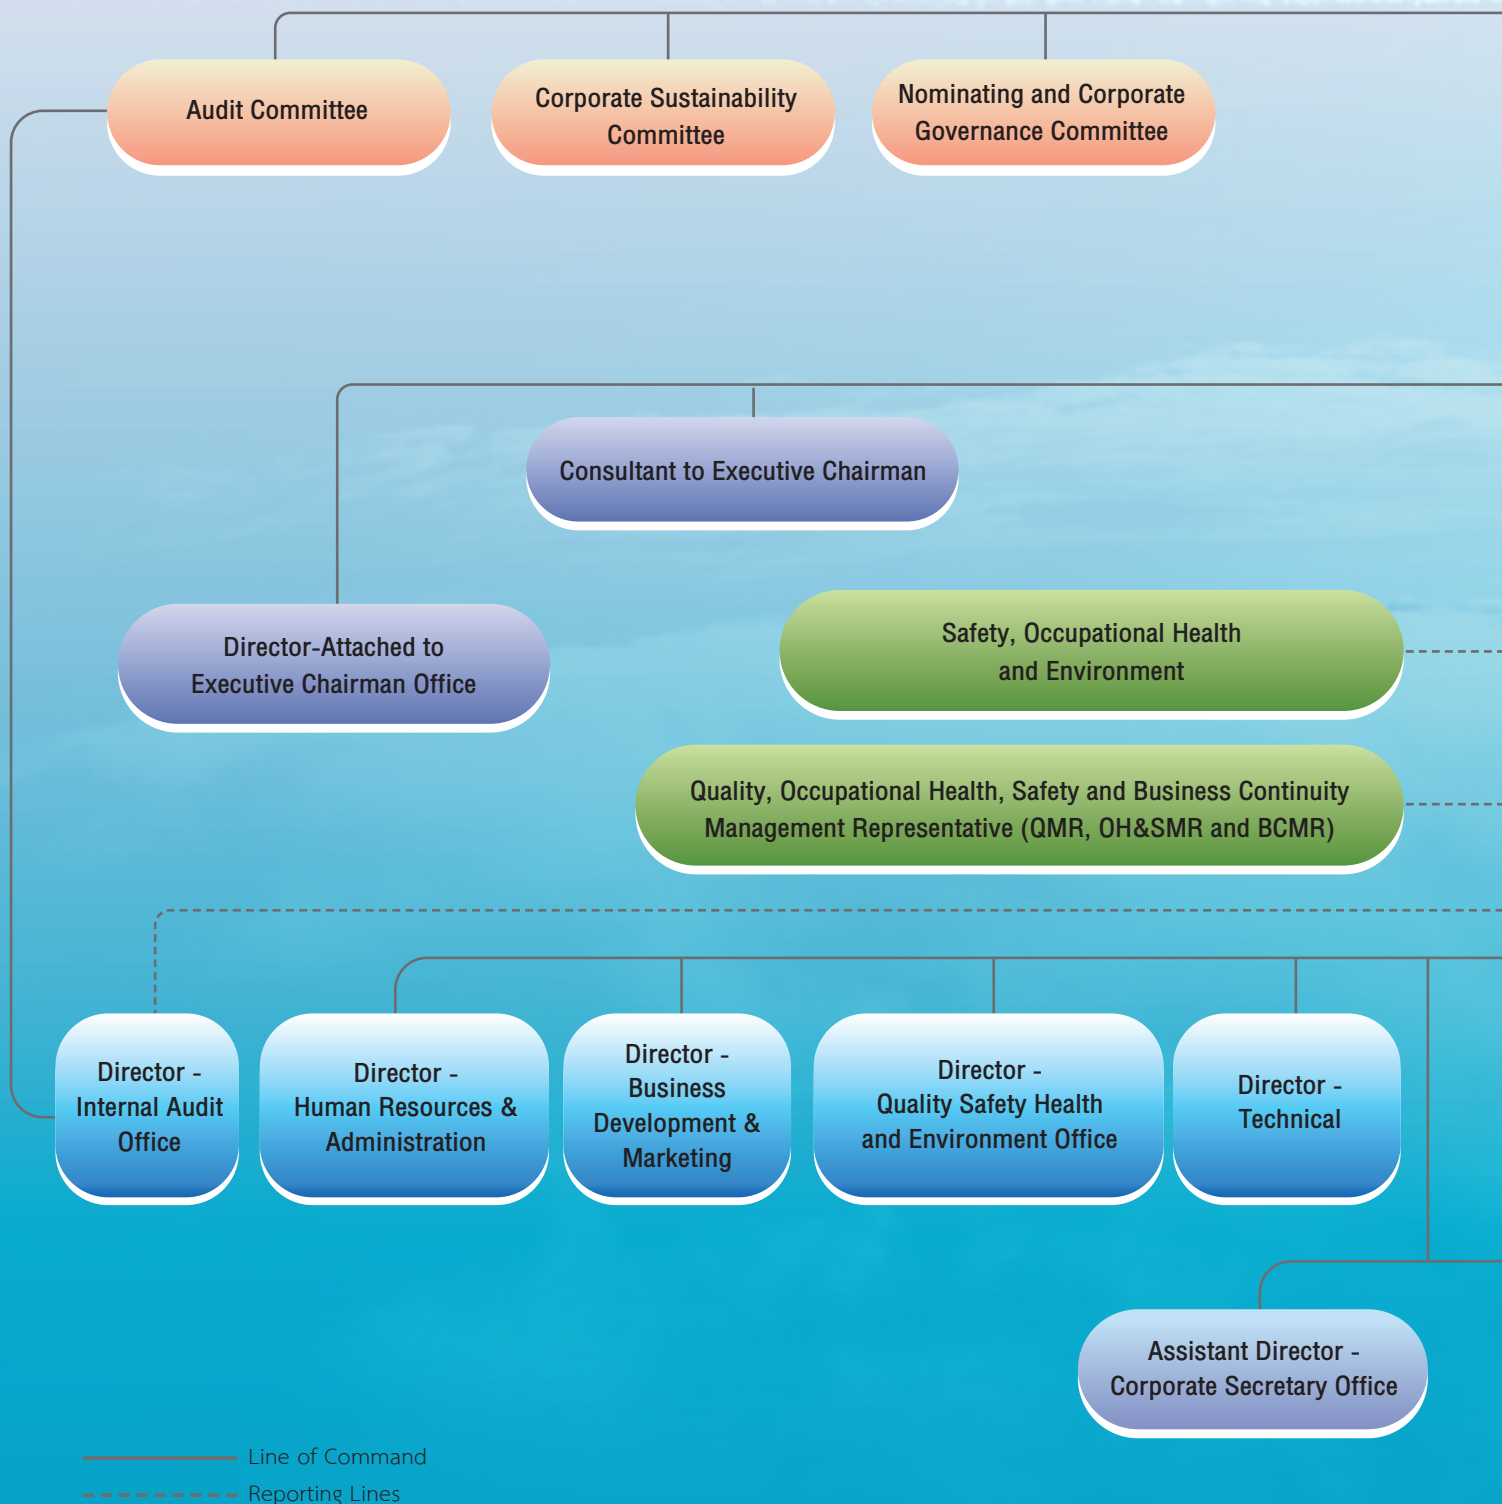 Audit Committee
Corporate Sustainability
Committee
Nominating and Corporate
Governance Committee
Consultant to Executive Chairman
Director-Attached to
Executive Chairman Office
Safety, Occupational Health
and Environment
Quality, Occupational Health, Safety and Business Continuity
Management Representative (QMR, OH&SMR and BCMR)
Director -
Internal Audit
Office
Director -
Human Resources &
Administration
Director -
Business
Development &
Marketing
Director -
Quality Safety Health
and Environment Office
Director -
Technical
Assistant Director -
Corporate Secretary Office
Line of Command
Reporting Lines